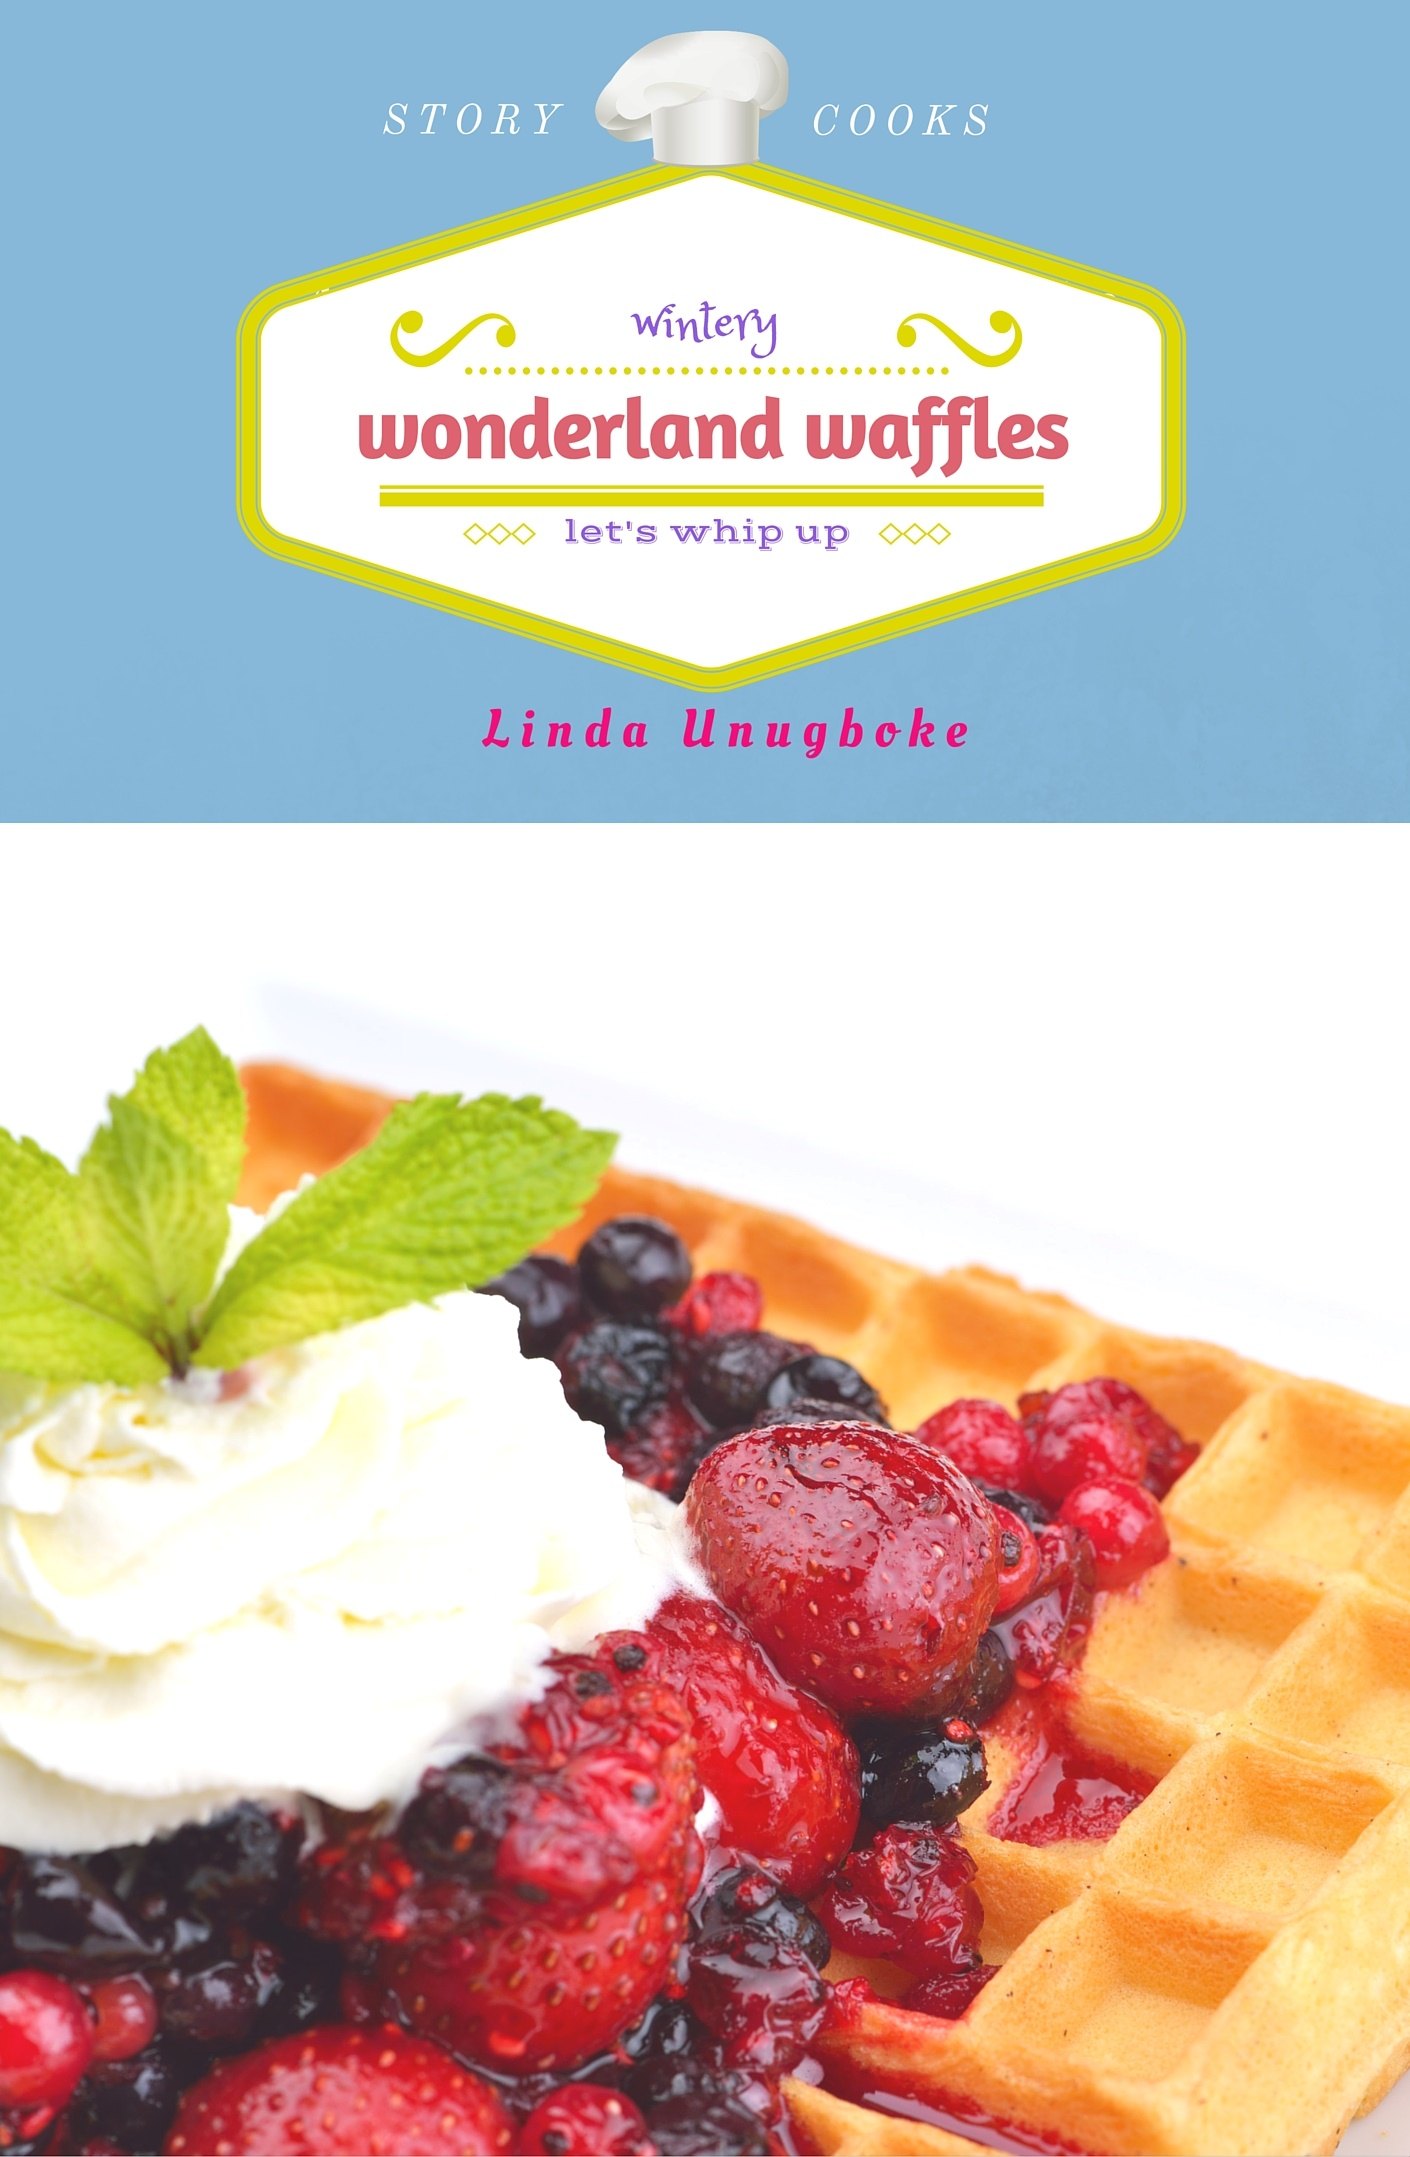 STORY COOKS
wintery
wonderland waffles
let's whip up
Linda Unugboke